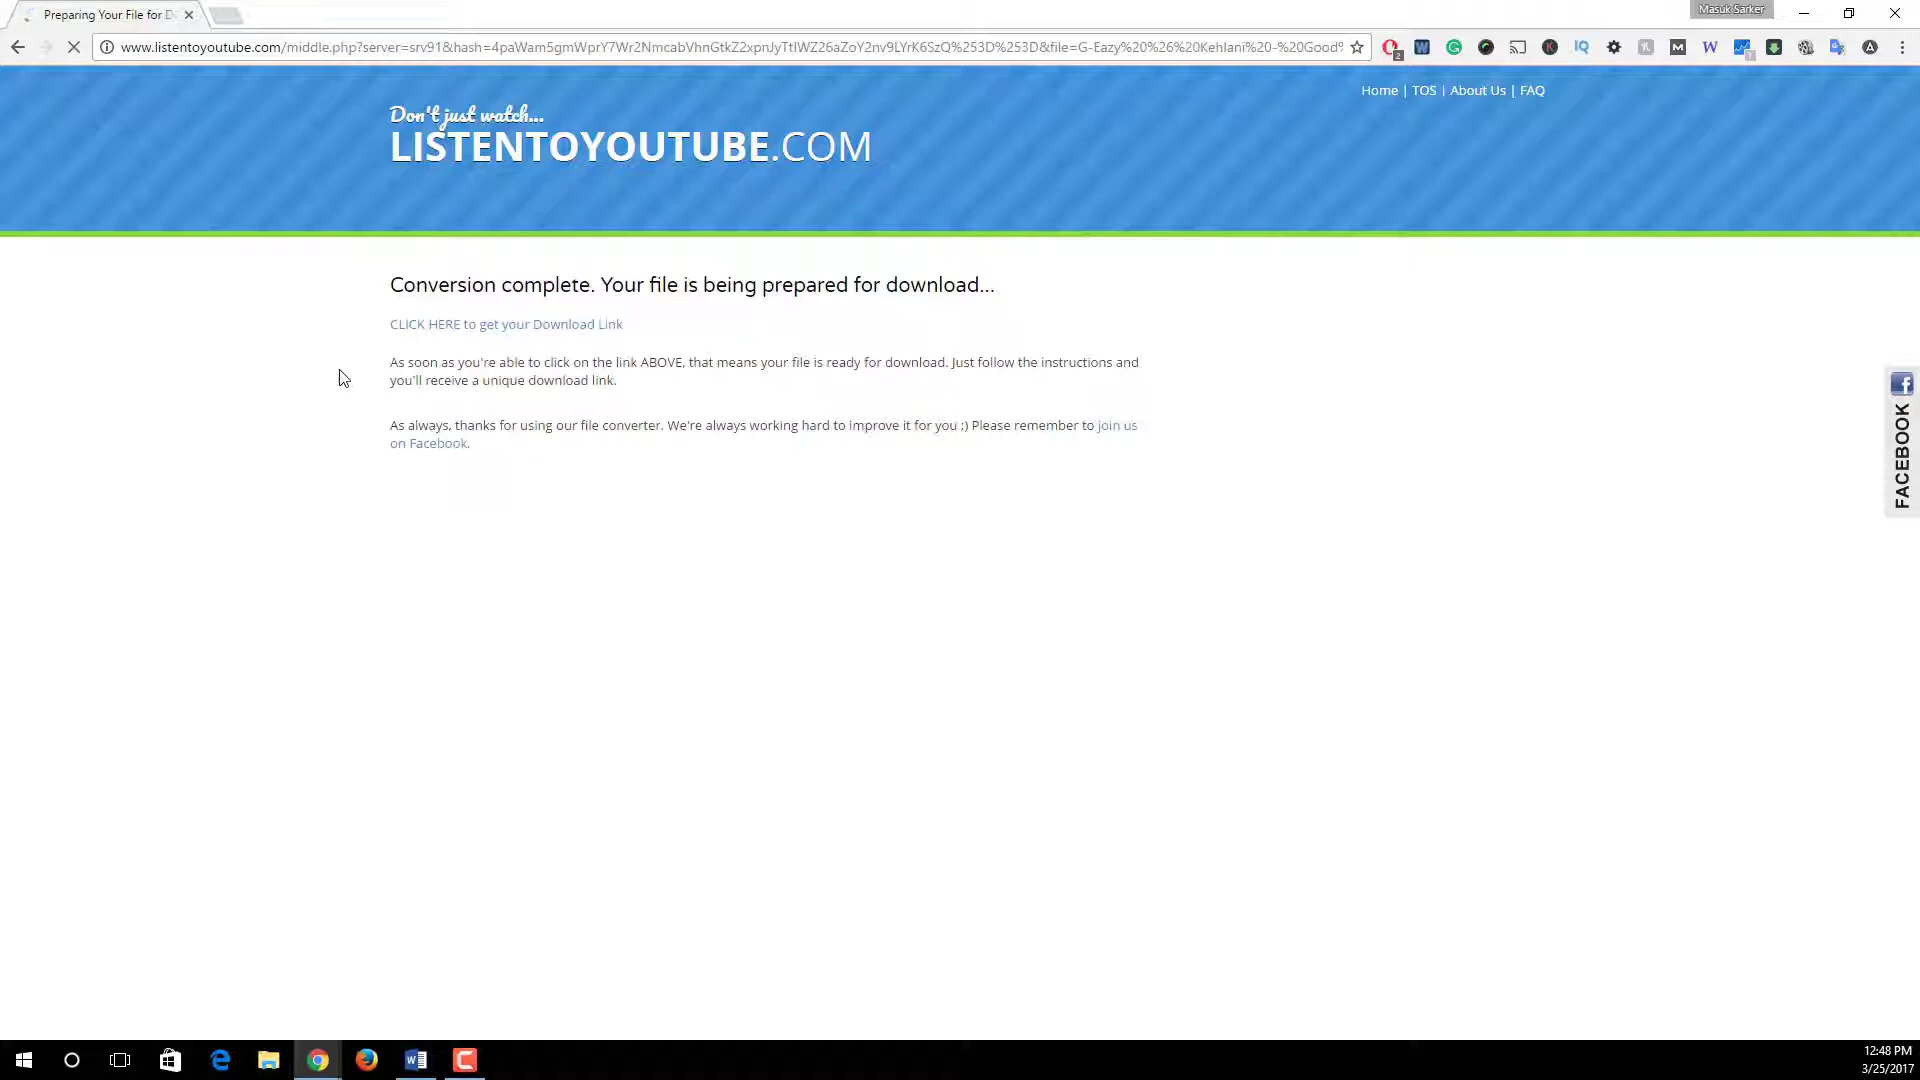 Preparing Your File for D
Masuk Sarker
www.listentoyoutube.com/middle.php?server=srv91&hash=4paWam5gmWprY7Wr2NmcabVhnGtkZ2xpnJyTtlWZ26aZoY2nv9LYrK6SzQ%253D%253D&file=G-Eazy%20%26%20Kehlani%20-%20Good%
Home | TOS | About Us | FAQ
Don't just watch...
LISTENTOYOUTUBE.COM
Conversion complete. Your file is being prepared for download...
CLICK HERE to get your Download Link
As soon as you're able to click on the link ABOVE, that means your file is ready for download. Just follow the instructions and
you'll receive a unique download link.
As always, thanks for using our file converter. We're always working hard to improve it for you ;) Please remember to join us
on Facebook.
FACEBOOK
12:48 PM
3/25/2017